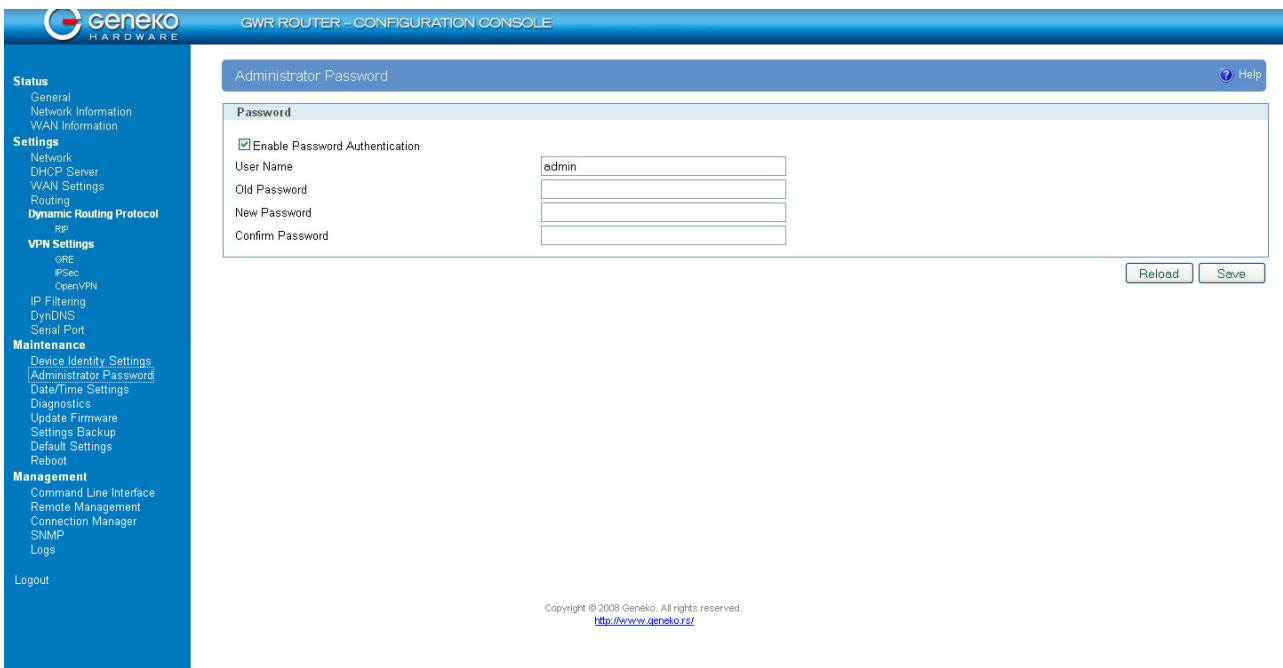 GENEKO
HARDWARE
GWR ROUTER - CONFIGURATION CONSOLE
Status
General
Network Information
WAN Information
Settings
Network
DHCP Server
WAN Settings
Routing
Dynamic Routing Protocol
RIP
VPN Settings
GRE
IPSec
OpenVPN
IP Filtering
DynDNS
Serial Port
Maintenance
Device Identity Settings
Administrator Password
Date/Time Settings
Diagnostics
Update Firmware
Settings Backup
Default Settings
Reboot
Management
Command Line Interface
Remote Management
Connection Manager
SNMP
Logs
Logout
Administrator Password
? Help
Password
Enable Password Authentication
User Name admin
Old Password
New Password
Confirm Password
Reload Save
Copyright © 2008 Geneko. All rights reserved.
http://www.geneko.rs/